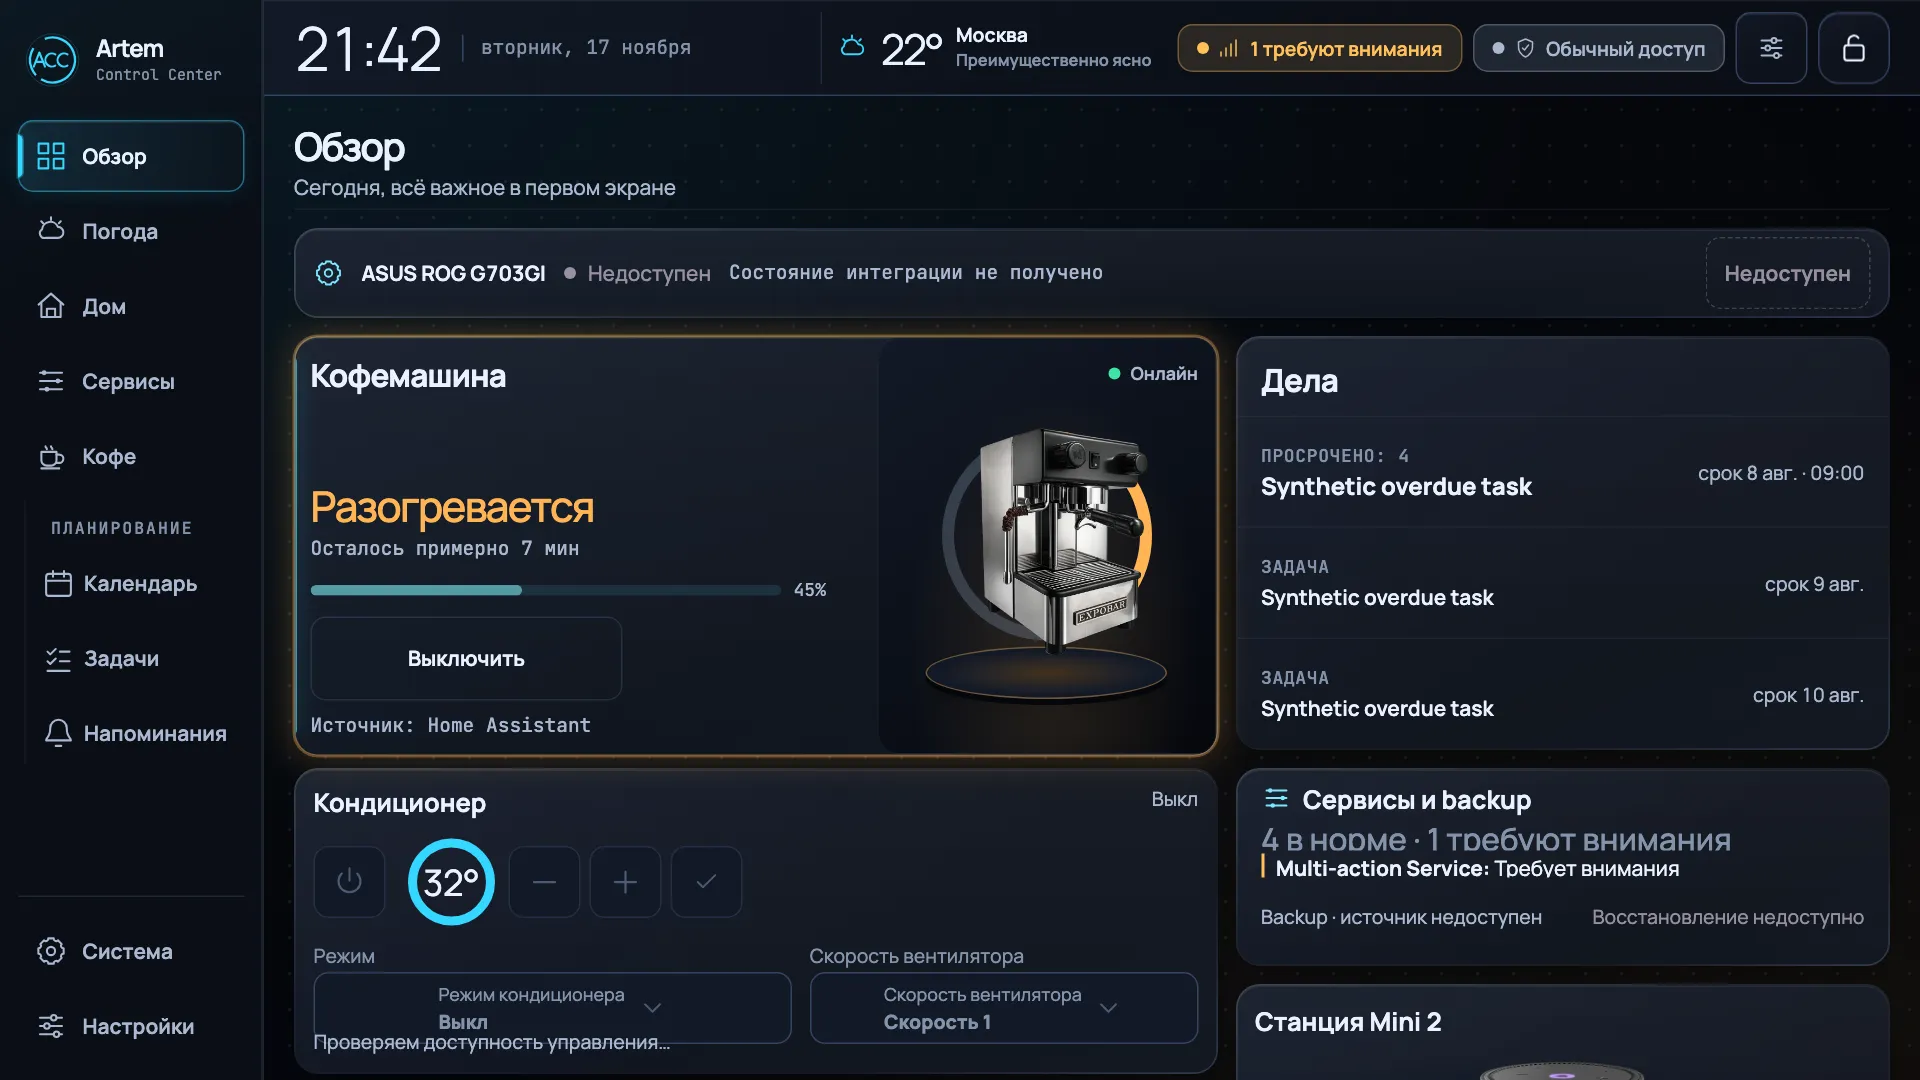 ACC
Artem
Control Center
Обзор
Погода
Дом
Сервисы
Кофе
ПЛАНИРОВАНИЕ
Календарь
Задачи
Напоминания
Система
Настройки
21:42
вторник, 17 ноября
22°
Москва
Преимущественно ясно
1 требуют внимания
Обычный доступ
Обзор
Сегодня, всё важное в первом экране
ASUS ROG G703GI
Недоступен
Состояние интеграции не получено
Недоступен
Кофемашина
Онлайн
Разогревается
Осталось примерно 7 мин
45%
Выключить
Источник: Home Assistant
EXPOBAR
Дела
ПРОСРОЧЕНО: 4
Synthetic overdue task
срок 8 авг. · 09:00
ЗАДАЧА
Synthetic overdue task
срок 9 авг.
ЗАДАЧА
Synthetic overdue task
срок 10 авг.
Кондиционер
Выкл
32°
Режим
Режим кондиционера
Выкл
Скорость вентилятора
Скорость вентилятора
Скорость 1
Проверяем доступность управления...
Сервисы и backup
4 в норме · 1 требуют внимания
Multi-action Service: Требует внимания
Backup · источник недоступен
Восстановление недоступно
Станция Mini 2